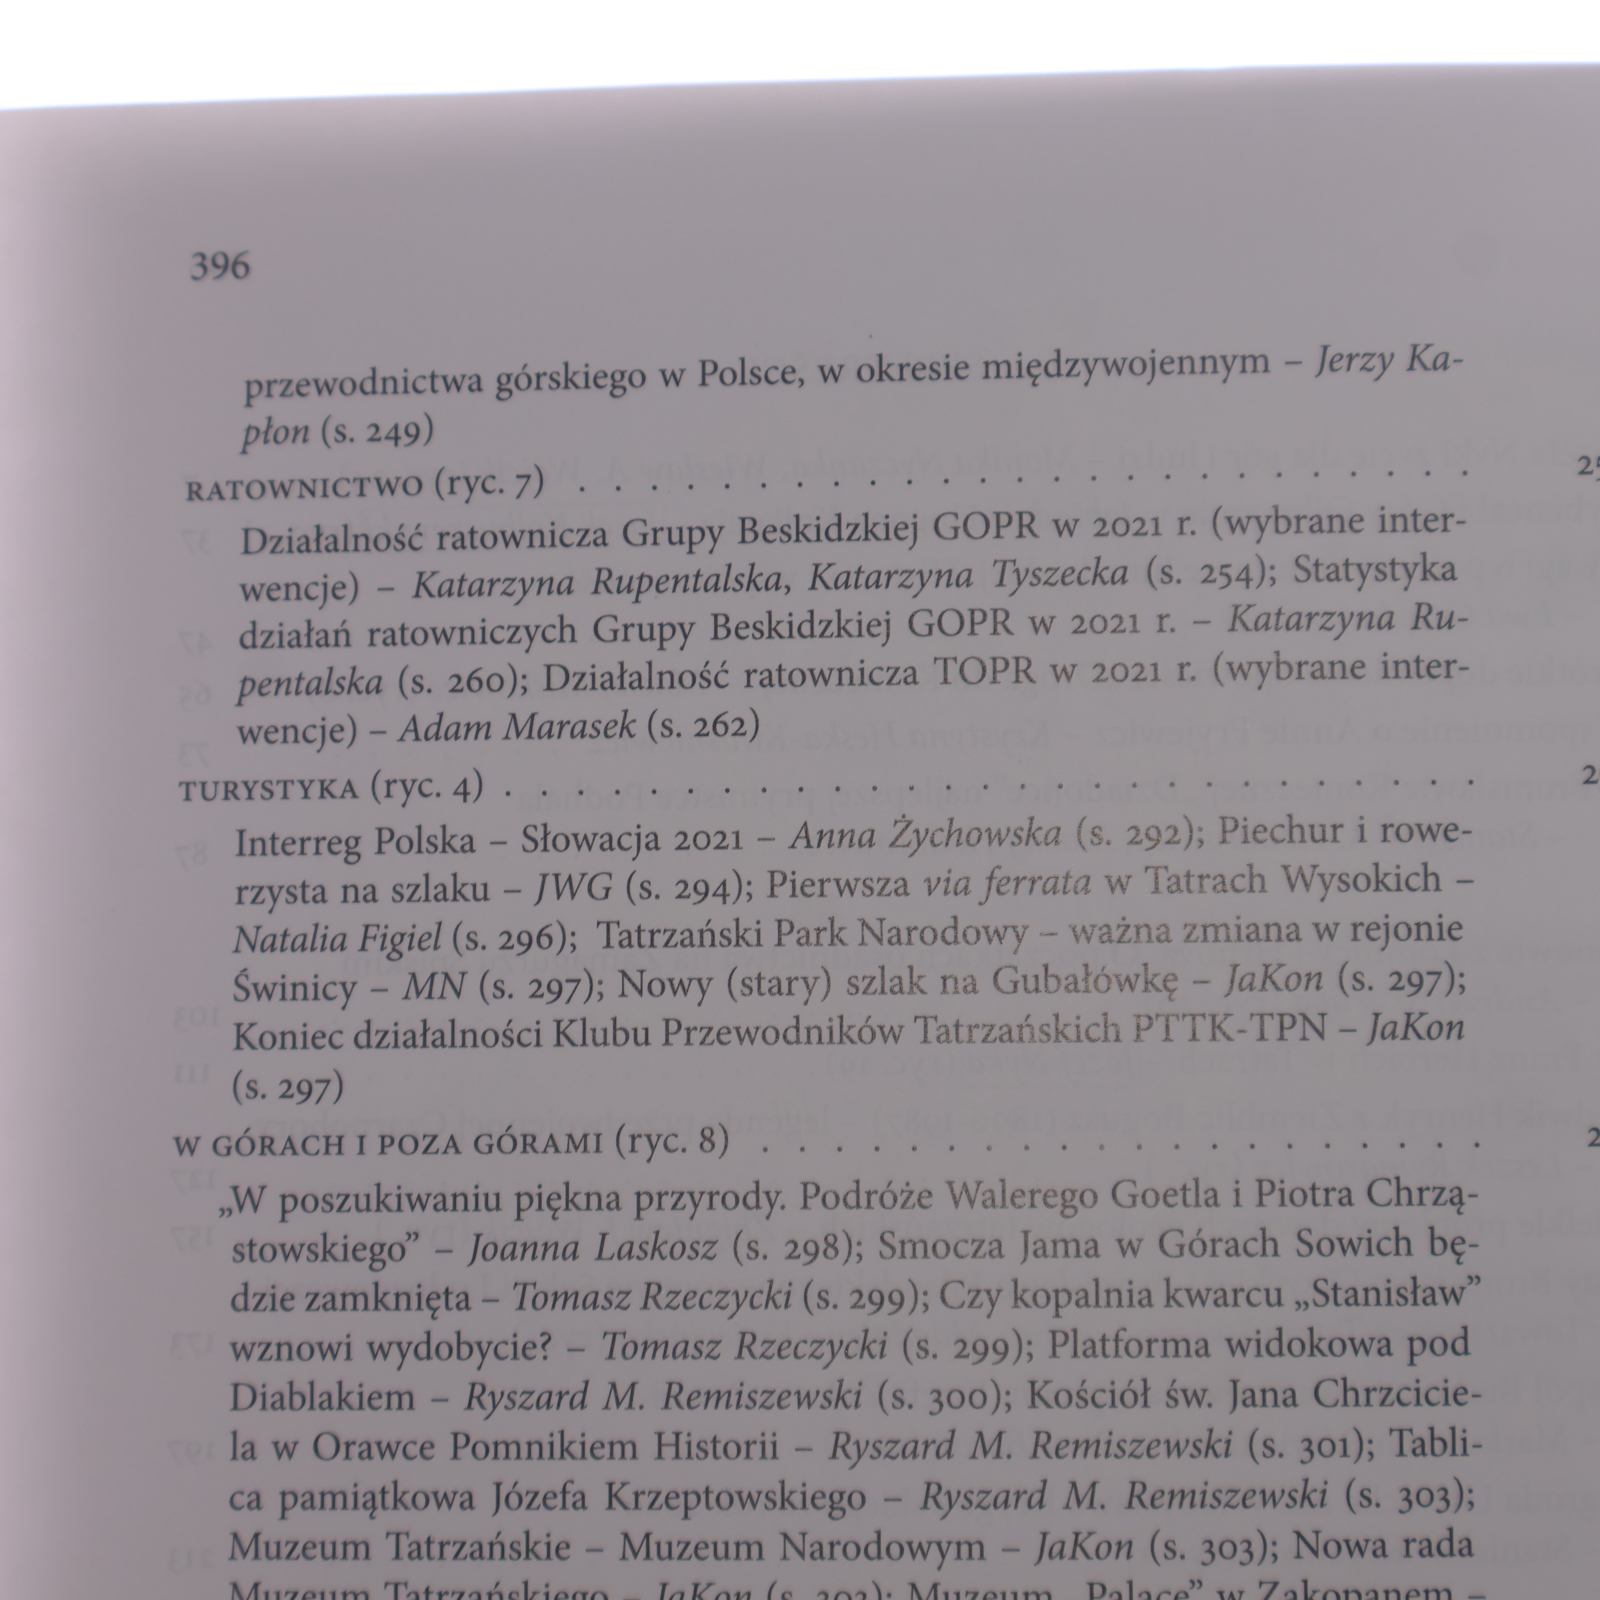 396
przewodnictwa górskiego w Polsce, w okresie międzywojennym – Jerzy Ka-
płon (s. 249)
RATOWNICTWO (ryc. 7) . . . . . . . . . . . . . . . . . . . . . . . . .
Działalność ratownicza Grupy Beskidzkiej GOPR w 2021 r. (wybrane inter-
wencje) – Katarzyna Rupentalska, Katarzyna Tyszecka (s. 254); Statystyka
działań ratowniczych Grupy Beskidzkiej GOPR w 2021 r. – Katarzyna Ru-
pentalska (s. 260); Działalność ratownicza TOPR w 2021 r. (wybrane inter-
wencje) – Adam Marasek (s. 262)
TURYSTYKA (ryc. 4) . . . . . . . . . . . . . . . . . . . . . . . . . . .
Interreg Polska – Słowacja 2021 – Anna Żychowska (s. 292); Piechur i rowe-
rzysta na szlaku – JWG (s. 294); Pierwsza via ferrata w Tatrach Wysokich –
Natalia Figiel (s. 296); Tatrzański Park Narodowy – ważna zmiana w rejonie
Świnicy – MN (s. 297); Nowy (stary) szlak na Gubałówkę – JaKon (s. 297);
Koniec działalności Klubu Przewodników Tatrzańskich PTTK-TPN – JaKon
(s. 297)
W GÓRACH I POZA GÓRAMI (ryc. 8) . . . . . . . . . . . . . . . . . . . .
„W poszukiwaniu piękna przyrody. Podróże Walerego Goetla i Piotra Chrzą-
stowskiego” – Joanna Laskosz (s. 298); Smocza Jama w Górach Sowich bę-
dzie zamknięta – Tomasz Rzeczycki (s. 299); Czy kopalnia kwarcu „Stanisław”
wznowi wydobycie? – Tomasz Rzeczycki (s. 299); Platforma widokowa pod
Diablakiem – Ryszard M. Remiszewski (s. 300); Kościół św. Jana Chrzcicie-
la w Orawce Pomnikiem Historii – Ryszard M. Remiszewski (s. 301); Tabli-
ca pamiątkowa Józefa Krzeptowskiego – Ryszard M. Remiszewski (s. 303);
Muzeum Tatrzańskie – Muzeum Narodowym – JaKon (s. 303); Nowa rada
Muzeum Tatrzańskiego – JaKon (s. 303); Muzeum „Palace” w Zakopanem –